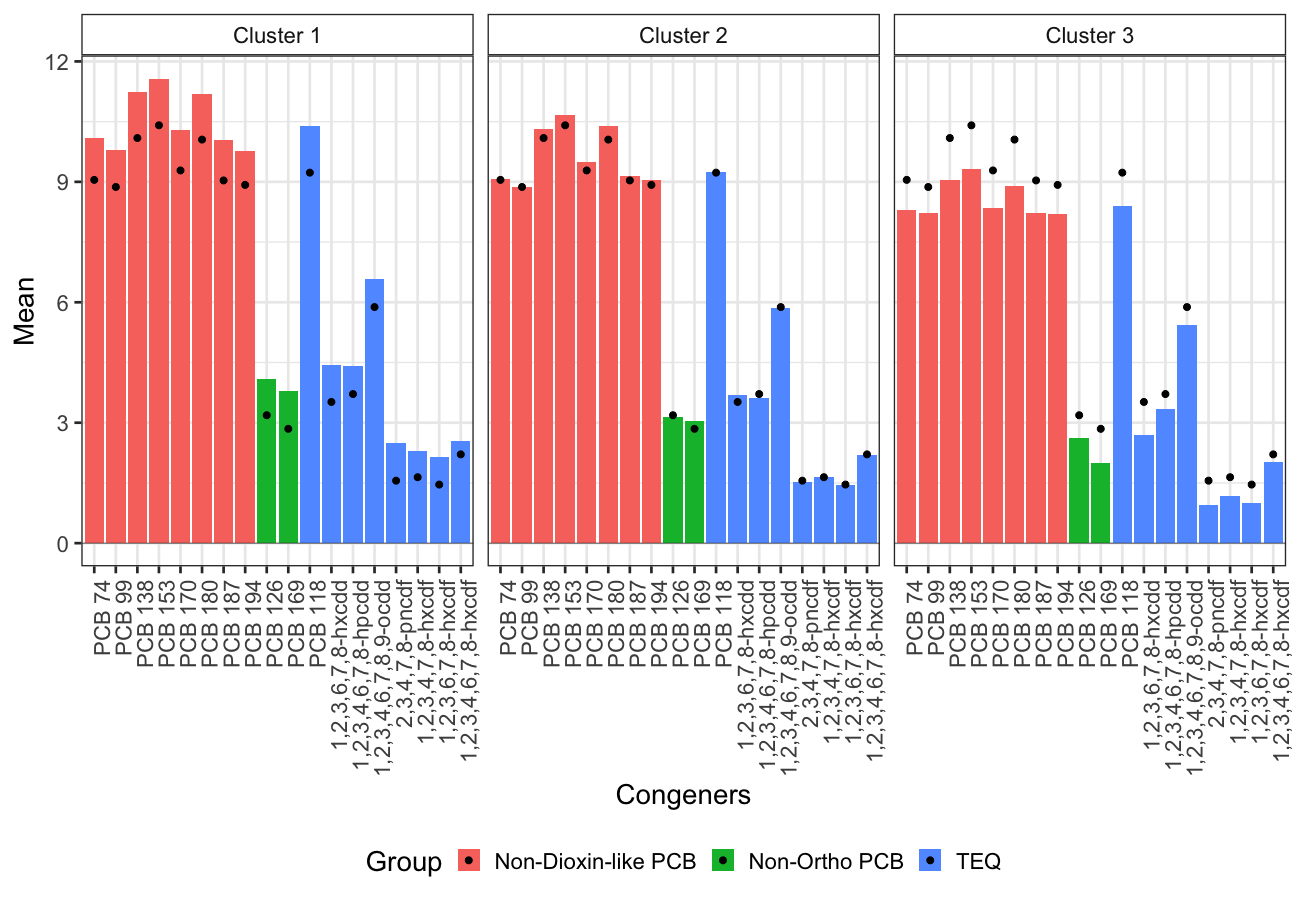 Cluster 1
Cluster 2
Cluster 3
Mean
12
9
6
3
0
PCB 74
PCB 99
PCB 138
PCB 153
PCB 170
PCB 180
PCB 187
PCB 194
PCB 126
PCB 169
PCB 118
1,2,3,6,7,8-hxcdd
1,2,3,4,6,7,8-hpcdd
1,2,3,4,6,7,8,9-ocdd
2,3,4,7,8-pncdf
1,2,3,4,7,8-hxcdf
1,2,3,6,7,8-hxcdf
1,2,3,4,6,7,8-hxcdf
PCB 74
PCB 99
PCB 138
PCB 153
PCB 170
PCB 180
PCB 187
PCB 194
PCB 126
PCB 169
PCB 118
1,2,3,6,7,8-hxcdd
1,2,3,4,6,7,8-hpcdd
1,2,3,4,6,7,8,9-ocdd
2,3,4,7,8-pncdf
1,2,3,4,7,8-hxcdf
1,2,3,6,7,8-hxcdf
1,2,3,4,6,7,8-hxcdf
PCB 74
PCB 99
PCB 138
PCB 153
PCB 170
PCB 180
PCB 187
PCB 194
PCB 126
PCB 169
PCB 118
1,2,3,6,7,8-hxcdd
1,2,3,4,6,7,8-hpcdd
1,2,3,4,6,7,8,9-ocdd
2,3,4,7,8-pncdf
1,2,3,4,7,8-hxcdf
1,2,3,6,7,8-hxcdf
1,2,3,4,6,7,8-hxcdf
Congeners
Group
Non-Dioxin-like PCB
Non-Ortho PCB
TEQ